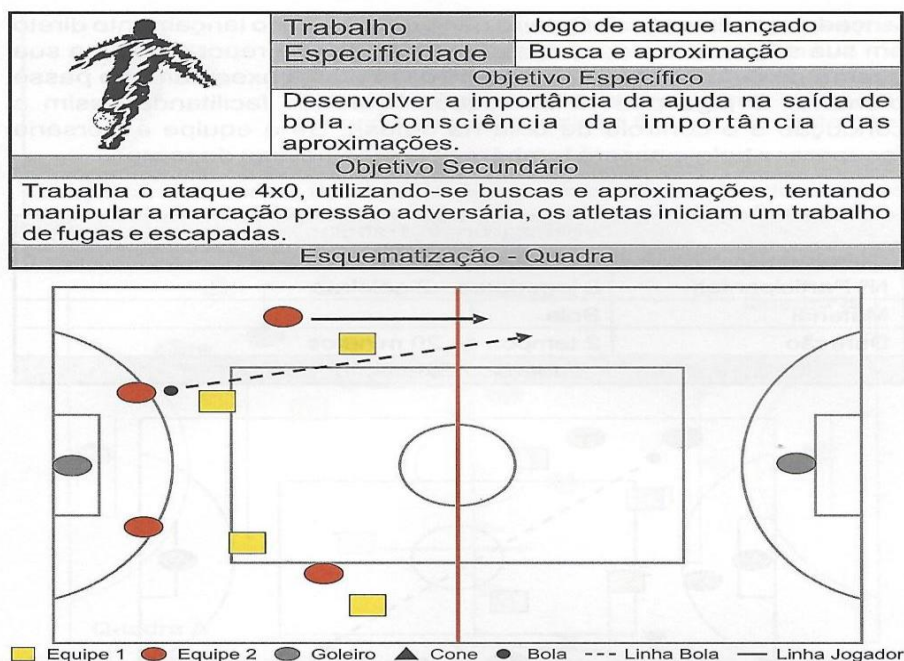 Trabalho
Jogo de ataque lançado
Especificidade
Busca e aproximação
Objetivo Específico
Desenvolver a importância da ajuda na saída de
bola. Consciência da importância das
aproximações.
Objetivo Secundário
Trabalha o ataque 4x0, utilizando-se buscas e aproximações, tentando
manipular a marcação pressão adversária, os atletas iniciam um trabalho
de fugas e escapadas.
Esquematização - Quadra
Equipe 1 Equipe 2 Goleiro Cone Bola Linha Bola Linha Jogador